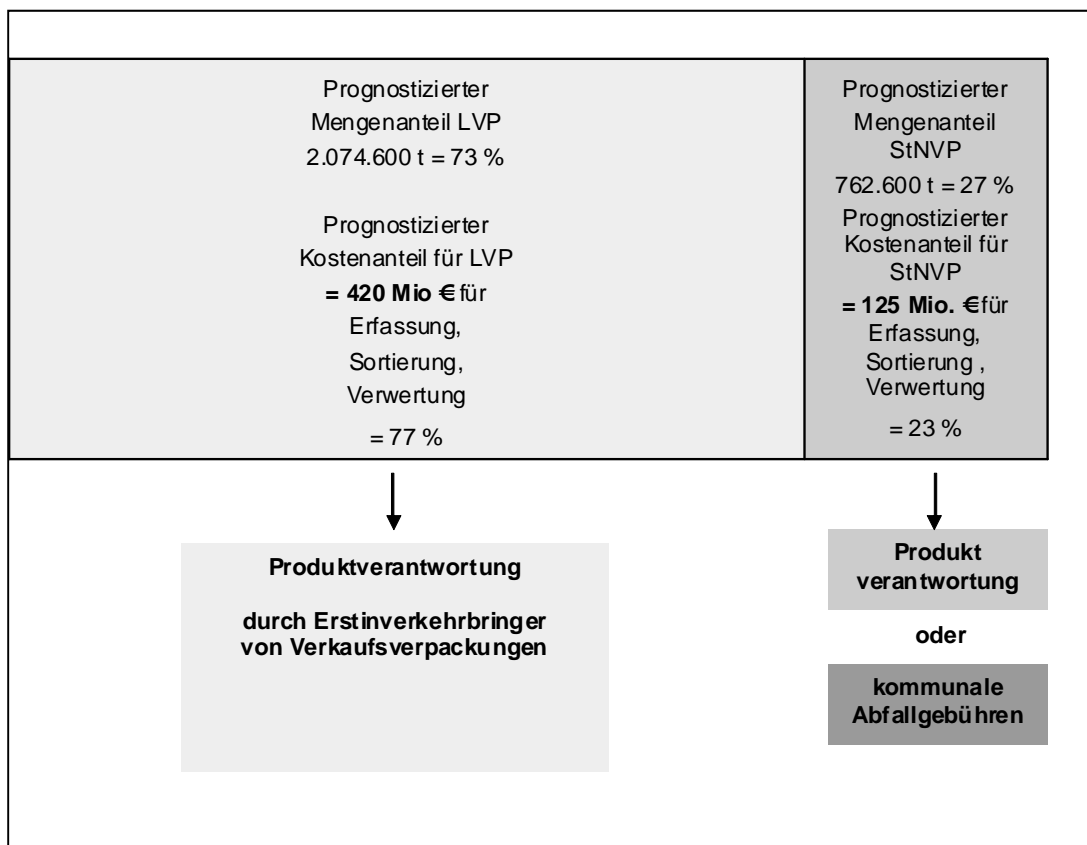 Prognostizierter
Mengenanteil LVP
2.074.600 t = 73 %
Prognostizierter
Kostenanteil für LVP
= 420 Mio € für
Erfassung,
Sortierung,
Verwertung
= 77 %
Prognostizierter
Mengenanteil
StNVP
762.600 t = 27 %
Prognostizierter
Kostenanteil für
StNVP
= 125 Mio. € für
Erfassung,
Sortierung ,
Verwertung
= 23 %
Produktverantwortung
durch Erstinverkehrbringer
von Verkaufsverpackungen
Produkt
verantwortung
oder
kommunale
Abfallgebühren